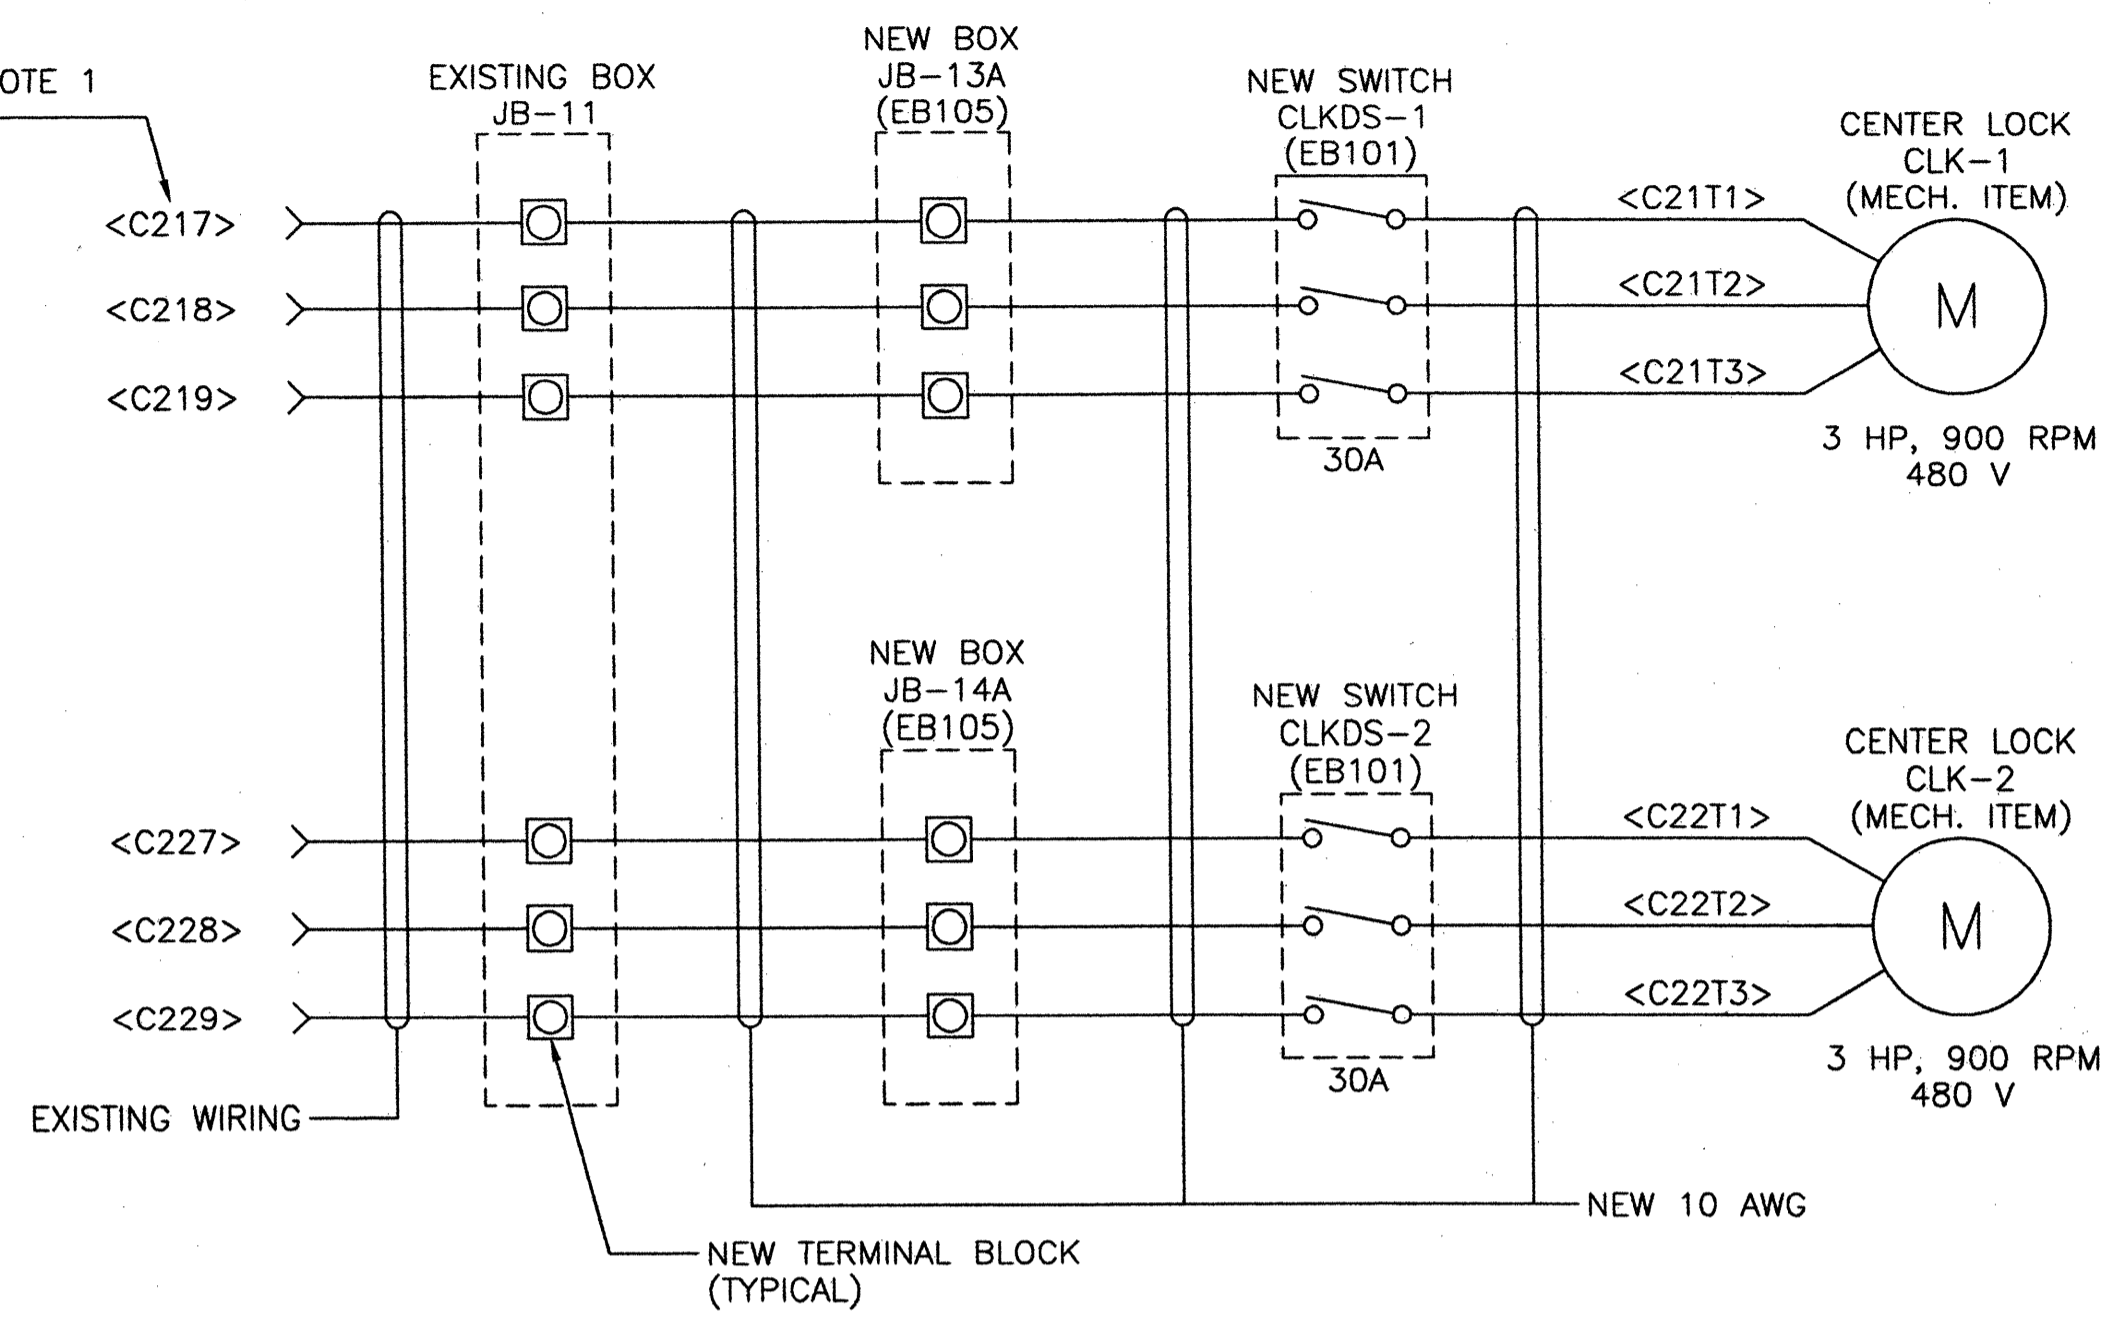 OTE 1
EXISTING BOX
JB-11
NEW BOX
JB-13A
(EB105)
NEW SWITCH
CLKDS-1
(EB101)
CENTER LOCK
CLK-1
(MECH. ITEM)
<C217>
<C218>
<C219>
<C21T1>
<C21T2>
<C21T3>
M
30A
3 HP, 900 RPM
480 V
NEW BOX
JB-14A
(EB105)
NEW SWITCH
CLKDS-2
(EB101)
CENTER LOCK
CLK-2
(MECH. ITEM)
<C227>
<C228>
<C229>
<C22T1>
<C22T2>
<C22T3>
M
30A
3 HP, 900 RPM
480 V
EXISTING WIRING
NEW 10 AWG
NEW TERMINAL BLOCK
(TYPICAL)